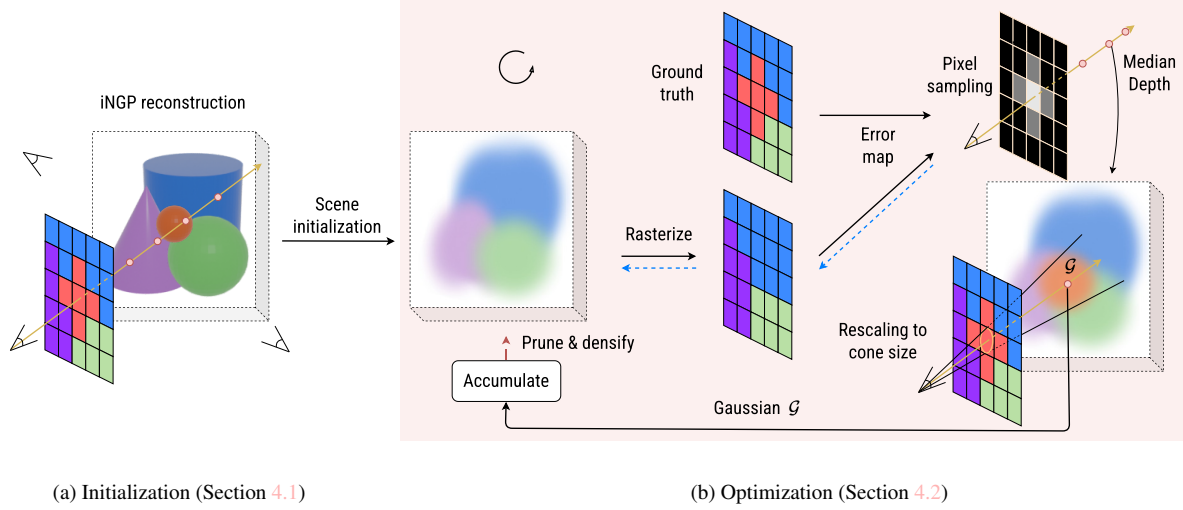 iNGP reconstruction
Scene
initialization
Ground
truth
Error
map
Pixel
sampling
Median
Depth
Rasterize
Prune & densify
Accumulate
Rescaling to
cone size
𝒢
Gaussian 𝒢
(a) Initialization (Section 4.1)
(b) Optimization (Section 4.2)